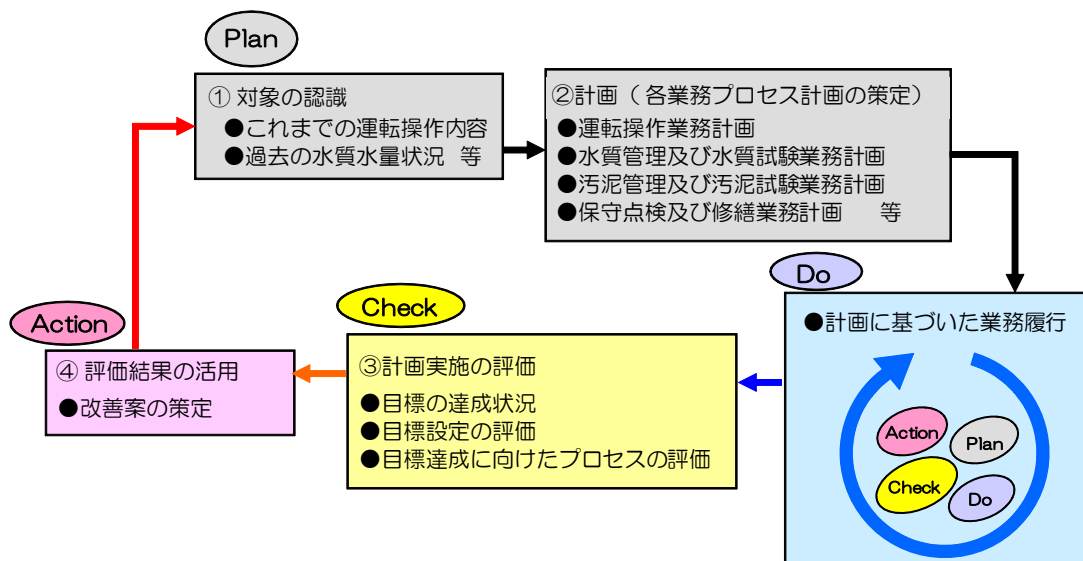 Plan
① 対象の認識
●これまでの運転操作内容
●過去の水質水量状況 等
②計画（各業務プロセス計画の策定）
●運転操作業務計画
●水質管理及び水質試験業務計画
●汚泥管理及び汚泥試験業務計画
●保守点検及び修繕業務計画 等
Do
●計画に基づいた業務履行
Action
Plan
Check
Do
Check
③計画実施の評価
●目標の達成状況
●目標設定の評価
●目標達成に向けたプロセスの評価
Action
④ 評価結果の活用
●改善案の策定